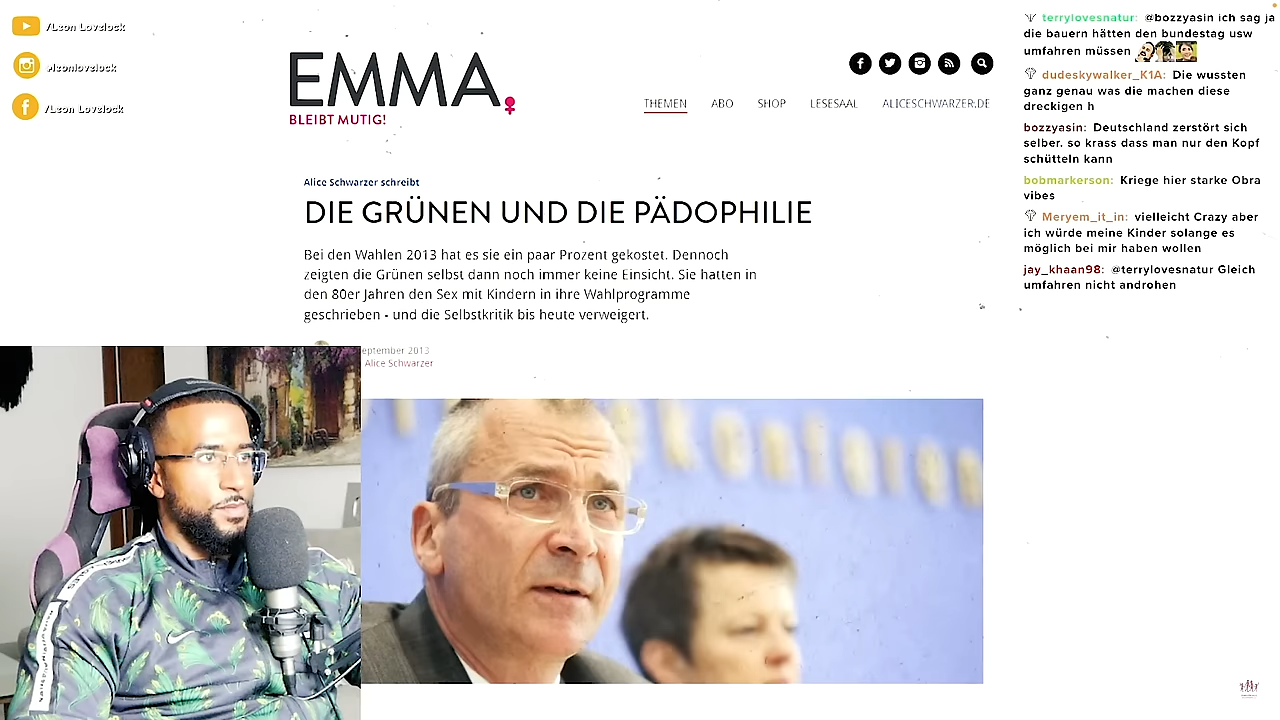 /Leon Lovelock
/leonlovelock
/Leon Lovelock
EMMA
BLEIBT MUTIG!
THEMEN ABO SHOP LESESAAL ALICESCHWARZER.DE
Alice Schwarzer schreibt
DIE GRÜNEN UND DIE PÄDOPHILIE
Bei den Wahlen 2013 hat es sie ein paar Prozent gekostet. Dennoch
zeigten die Grünen selbst dann noch immer keine Einsicht. Sie hatten in
den 80er Jahren den Sex mit Kindern in ihre Wahlprogramme
geschrieben - und die Selbstkritik bis heute verweigert.
eptember 2013
Alice Schwarzer
terrylovesnatur: @bozzyasin ich sag ja
die bauern hätten den bundestag usw
umfahren müssen
dudeskywalker_K1A: Die wussten
ganz genau was die machen diese
dreckigen h
bozzyasin: Deutschland zerstört sich
selber. so krass dass man nur den Kopf
schütteln kann
bobmarkerson: Kriege hier starke Obra
vibes
Meryem_it_in: vielleicht Crazy aber
ich würde meine Kinder solange es
möglich bei mir haben wollen
jay_khaan98: @terrylovesnatur Gleich
umfahren nicht androhen